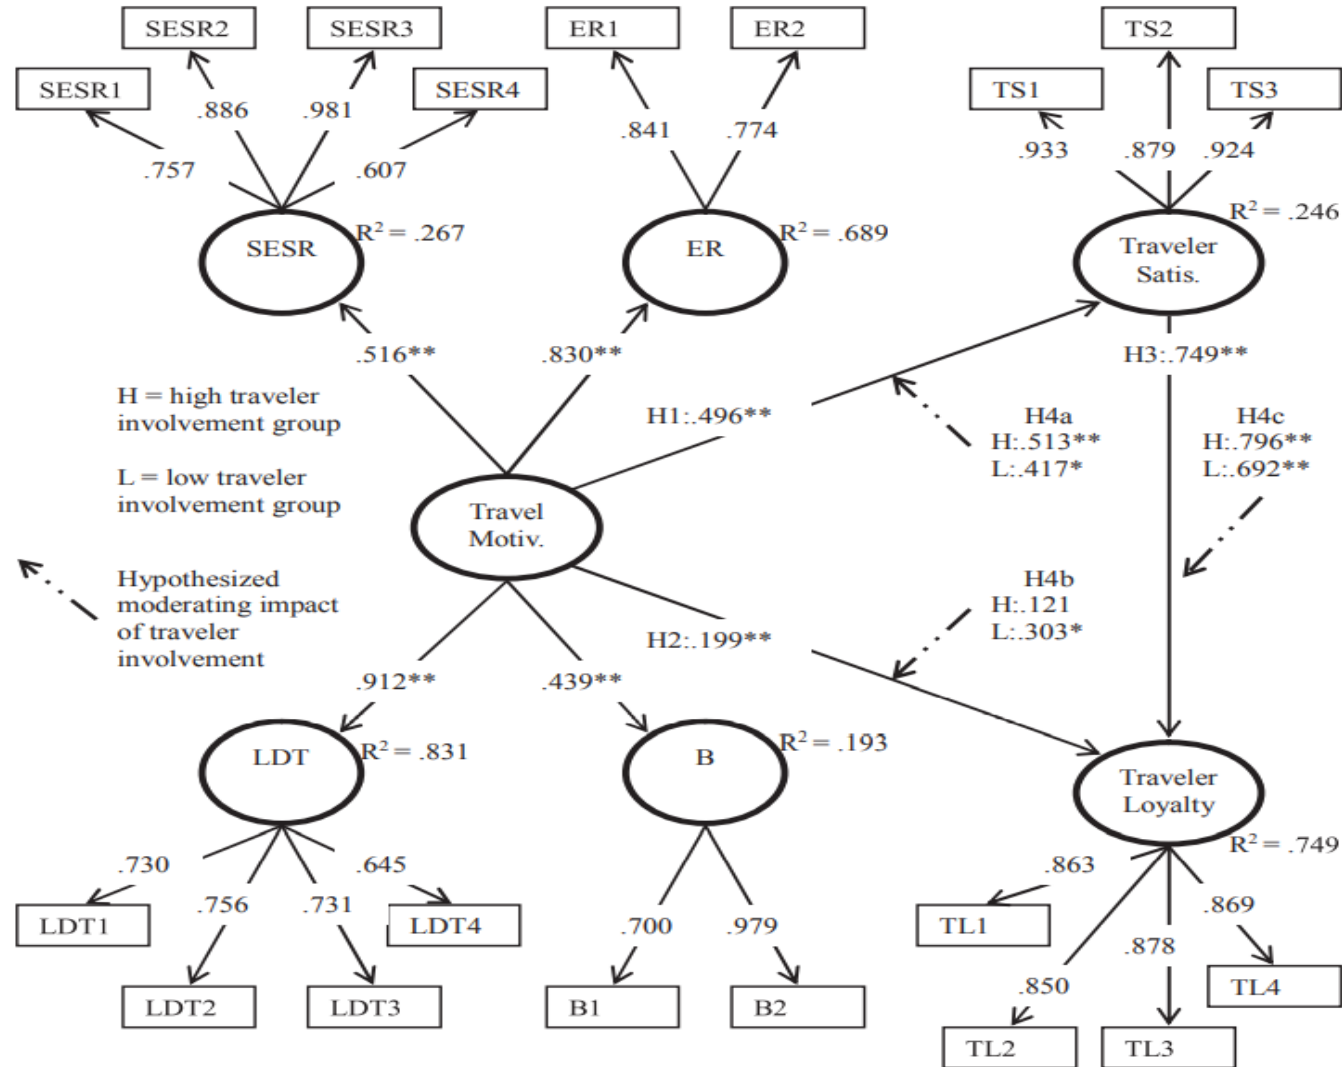 SESR2
SESR3
ER1
ER2
TS2
SESR1
SESR4
TS1
TS3
.886
.981
.841
.774
.933
.879
.924
.757
.607
SESR
R² = .267
ER
R² = .689
Traveler
Satis.
R² = .246
.516**
.830**
H3:.749**
H = high traveler
involvement group
L = low traveler
involvement group
H1:.496**
H4a
H:.513**
L:.417*
H4c
H:.796**
L:.692**
Travel
Motiv.
Hypothesized
moderating impact
of traveler
involvement
H4b
H:.121
L:.303*
H2:.199**
.912**
.439**
LDT
R² = .831
B
R² = .193
Traveler
Loyalty
R² = .749
.730
.645
.756
.731
.700
.979
.863
.869
.878
.850
LDT1
LDT4
TL1
LDT2
LDT3
B1
B2
TL4
TL2
TL3